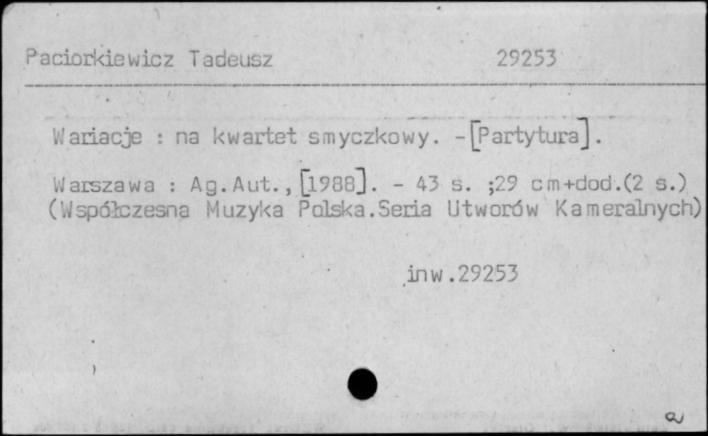 Paciorkiewicz Tadeusz 29253
Wariacje : na kwartet smyczkowy. -[Partytura].
Warszawa : Ag.Aut.,[1988]. - 43 s. ;29 cm+dod.(2 s.)
(Współczesna Muzyka Polska.Seria Utworów Kameralnych)
inw.29253